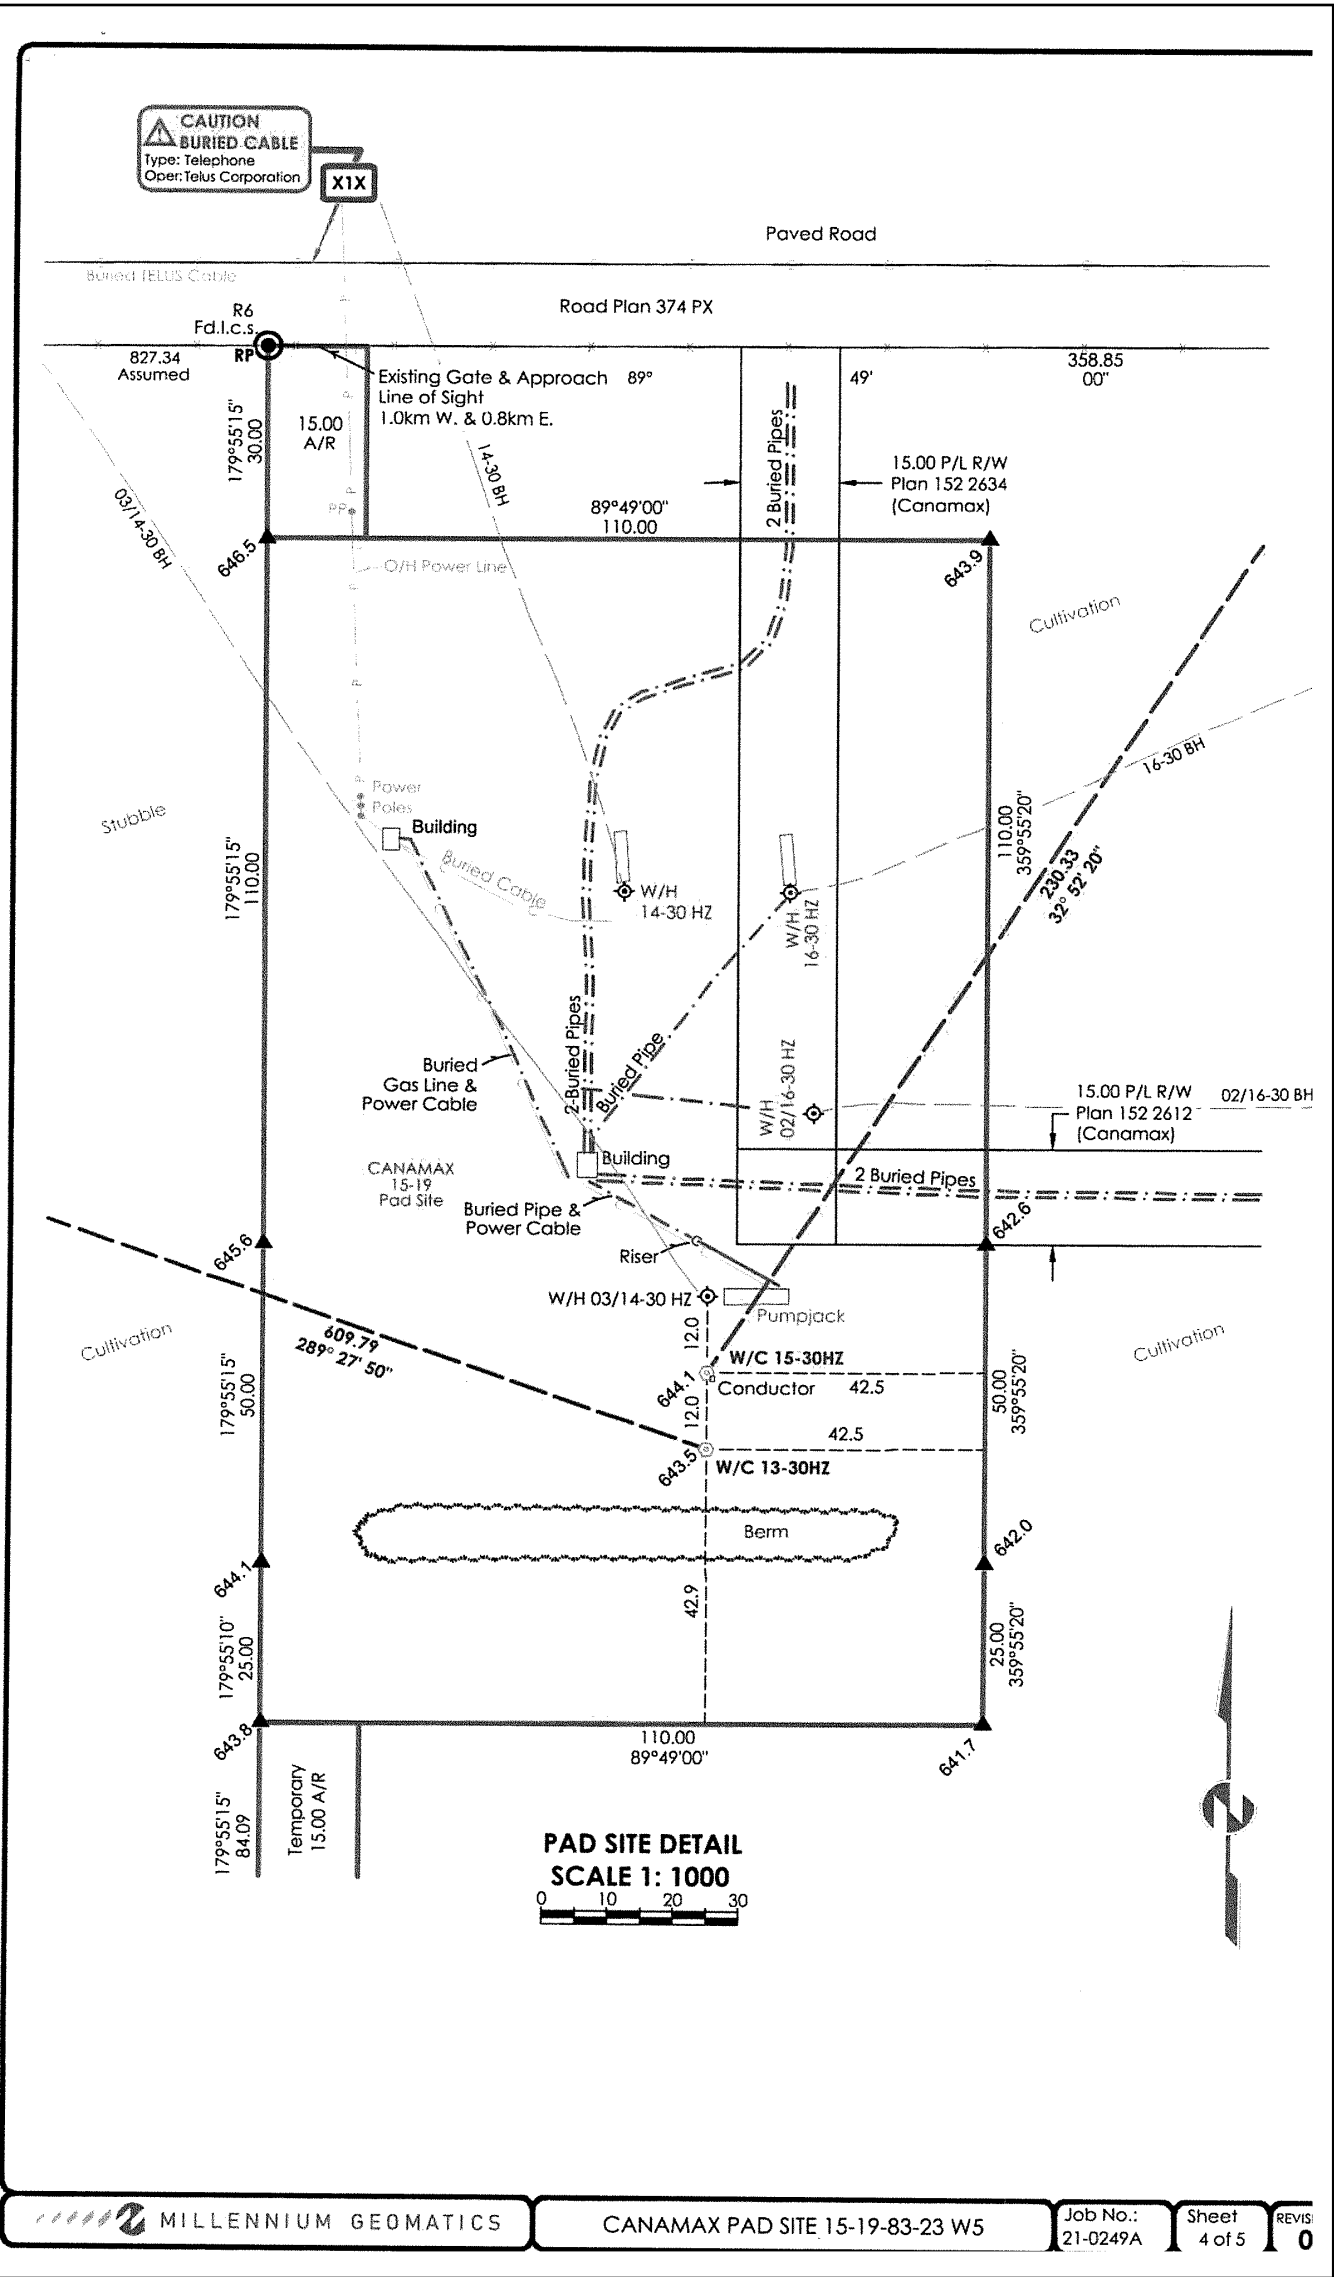 CAUTION
BURIED CABLE
Type: Telephone
Oper: Telus Corporation
X1X
Paved Road
Buried TELUS Cable
Road Plan 374 PX
R6
Fd.I.c.s.
RP
827.34
Assumed
358.85
89° 49' 00"
Existing Gate & Approach
Line of Sight
1.0km W. & 0.8km E.
179°55'15"
30.00
15.00
A/R
14-30 BH
03/14-30 BH
2 Buried Pipes
15.00 P/L R/W
Plan 152 2634
(Canamax)
PP
89°49'00"
110.00
646.5
643.9
O/H Power Line
Cultivation
16-30 BH
Power
Poles
Building
Stubble
Buried Cable
179°55'15"
110.00
W/H
14-30 HZ
W/H
16-30 HZ
110.00
359°55'20"
230.33
32° 52' 20"
2-Buried Pipes
Buried Pipe
Buried
Gas Line &
Power Cable
W/H
02/16-30 HZ
15.00 P/L R/W
Plan 152 2612
(Canamax)
02/16-30 BH
CANAMAX
15-19
Pad Site
Building
2 Buried Pipes
Buried Pipe &
Power Cable
645.6
642.6
Riser
W/H 03/14-30 HZ
Pumpjack
Cultivation
609.79
289° 27' 50"
12.0
W/C 15-30HZ
644.1
Conductor
42.5
Cultivation
179°55'15"
50.00
12.0
50.00
359°55'20"
42.5
643.5
W/C 13-30HZ
Berm
644.1
642.0
42.9
179°55'10"
25.00
25.00
359°55'20"
643.8
110.00
89°49'00"
641.7
179°55'15"
84.09
Temporary
15.00 A/R
PAD SITE DETAIL
SCALE 1: 1000
0 10 20 30
MILLENNIUM GEOMATICS
CANAMAX PAD SITE 15-19-83-23 W5
Job No.:
21-0249A
Sheet
4 of 5
REVISI
0